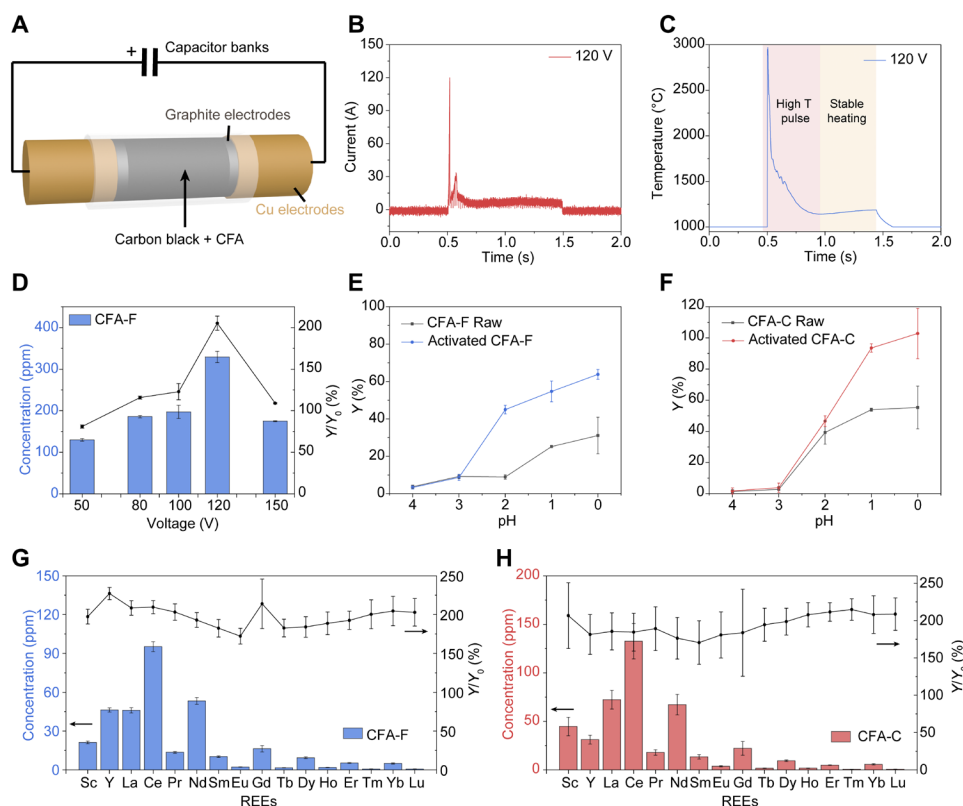 A
+
Capacitor banks
Graphite electrodes
Cu electrodes
Carbon black + CFA
B
150
120
90
60
30
0
Current (A)
120 V
0.0 0.5 1.0 1.5 2.0
Time (s)
C
3000
2500
2000
1500
1000
Temperature (°C)
120 V
High T
pulse
Stable
heating
0.0 0.5 1.0 1.5 2.0
Time (s)
D
400
300
200
100
0
Concentration (ppm)
CFA-F
200
150
100
50
0
Y/Y₀ (%)
50 80 100 120 150
Voltage (V)
E
100
80
60
40
20
0
Y (%)
CFA-F Raw
Activated CFA-F
4 3 2 1 0
pH
F
120
100
80
60
40
20
0
Y (%)
CFA-C Raw
Activated CFA-C
4 3 2 1 0
pH
G
150
120
90
60
30
0
Concentration (ppm)
250
200
150
100
50
0
Y/Y₀ (%)
CFA-F
Sc Y La Ce Pr Nd Sm Eu Gd Tb Dy Ho Er Tm Yb Lu
REEs
H
200
150
100
50
0
Concentration (ppm)
250
200
150
100
50
0
Y/Y₀ (%)
CFA-C
Sc Y La Ce Pr Nd Sm Eu Gd Tb Dy Ho Er Tm Yb Lu
REEs